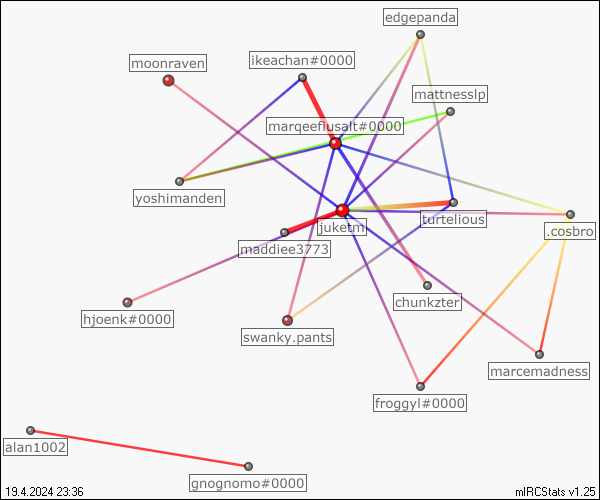 edgepanda
ikeachan#0000
moonraven
mattnesslp
margeefiusalt#0000
yoshimanden
juketm
turtelious
.cosbro
maddiee3773
chunkzter
hjoenk#0000
swanky.pants
marcemadness
froggyl#0000
alan1002
gnognomo#0000
19.4.2024 23:36
mIRCStats v1.25